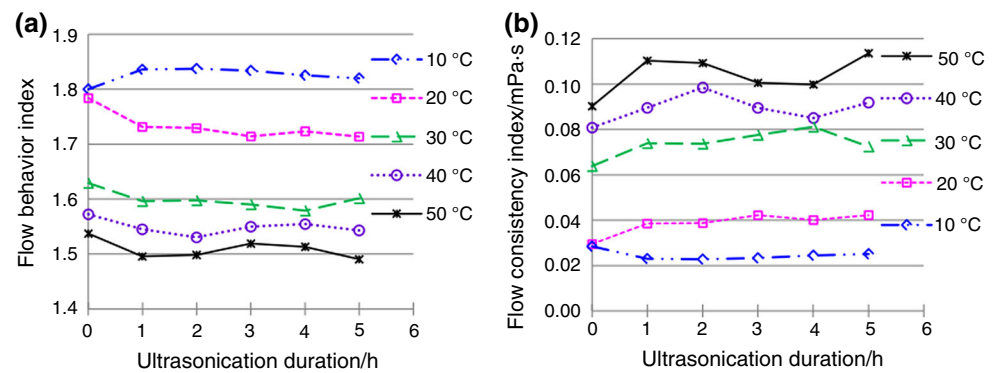 (a)
Flow behavior index
1.9
1.8
1.7
1.6
1.5
1.4
0 1 2 3 4 5 6
Ultrasonication duration/h
10 °C
20 °C
30 °C
40 °C
50 °C
(b)
Flow consistency index/mPa·s
0.12
0.10
0.08
0.06
0.04
0.02
0.00
0 1 2 3 4 5 6
Ultrasonication duration/h
50 °C
40 °C
30 °C
20 °C
10 °C